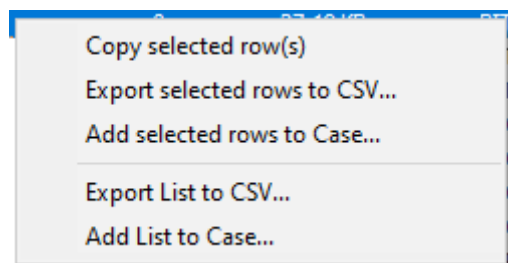 Copy selected row(s)
Export selected rows to CSV...
Add selected rows to Case...
Export List to CSV...
Add List to Case...